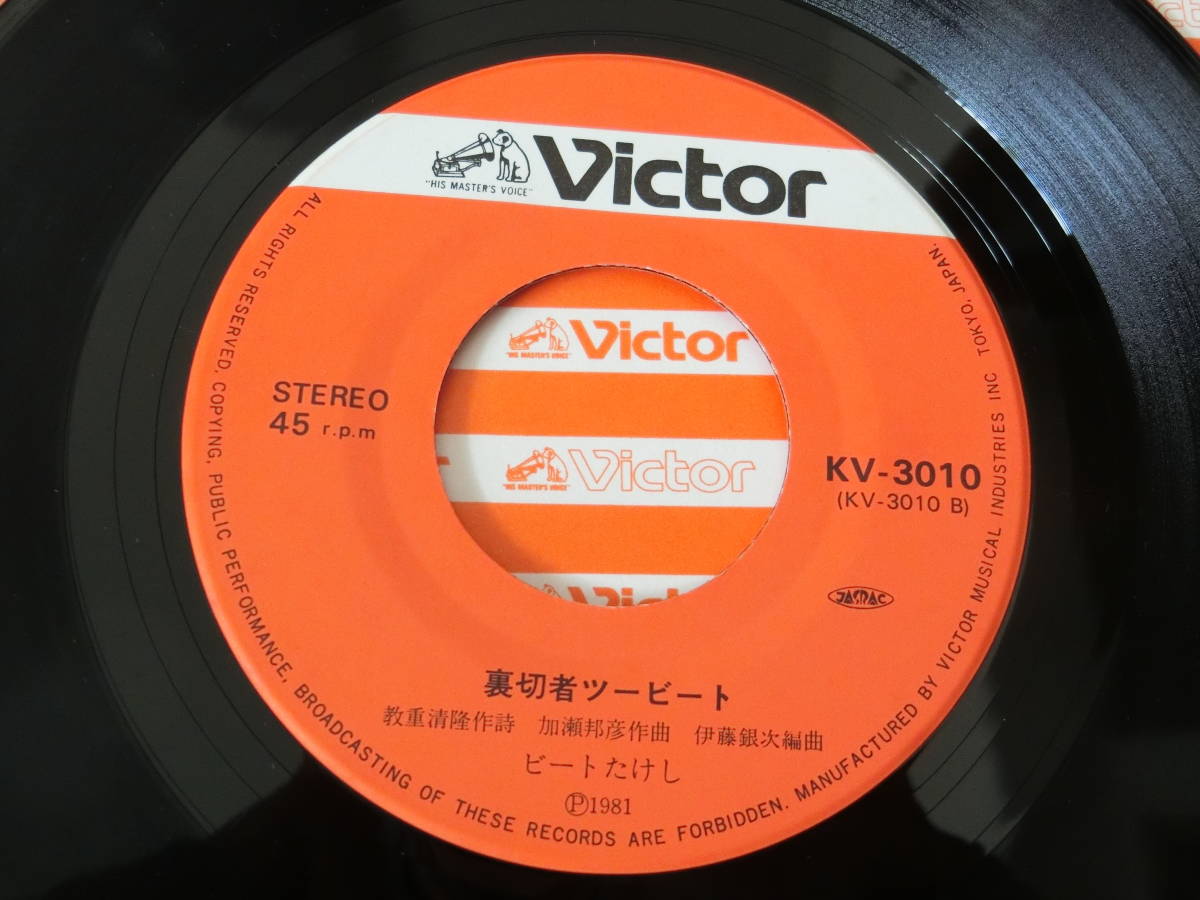 "HIS MASTER'S VOICE"
Victor
STEREO
45 r.p.m
"HIS MASTER'S VOICE"
Victor
"HIS MASTER'S VOICE"
Victor
Victor
KV-3010
(KV-3010 B)
JASRAC
裏切者ツービート
教重清隆作詩 加瀬邦彦作曲 伊藤銀次編曲
ビートたけし
Ⓟ1981
ALL RIGHTS RESERVED. COPYING, PUBLIC PERFORMANCE, BROADCASTING OF THESE RECORDS ARE FORBIDDEN. MANUFACTURED BY VICTOR MUSICAL INDUSTRIES INC TOKYO, JAPAN.